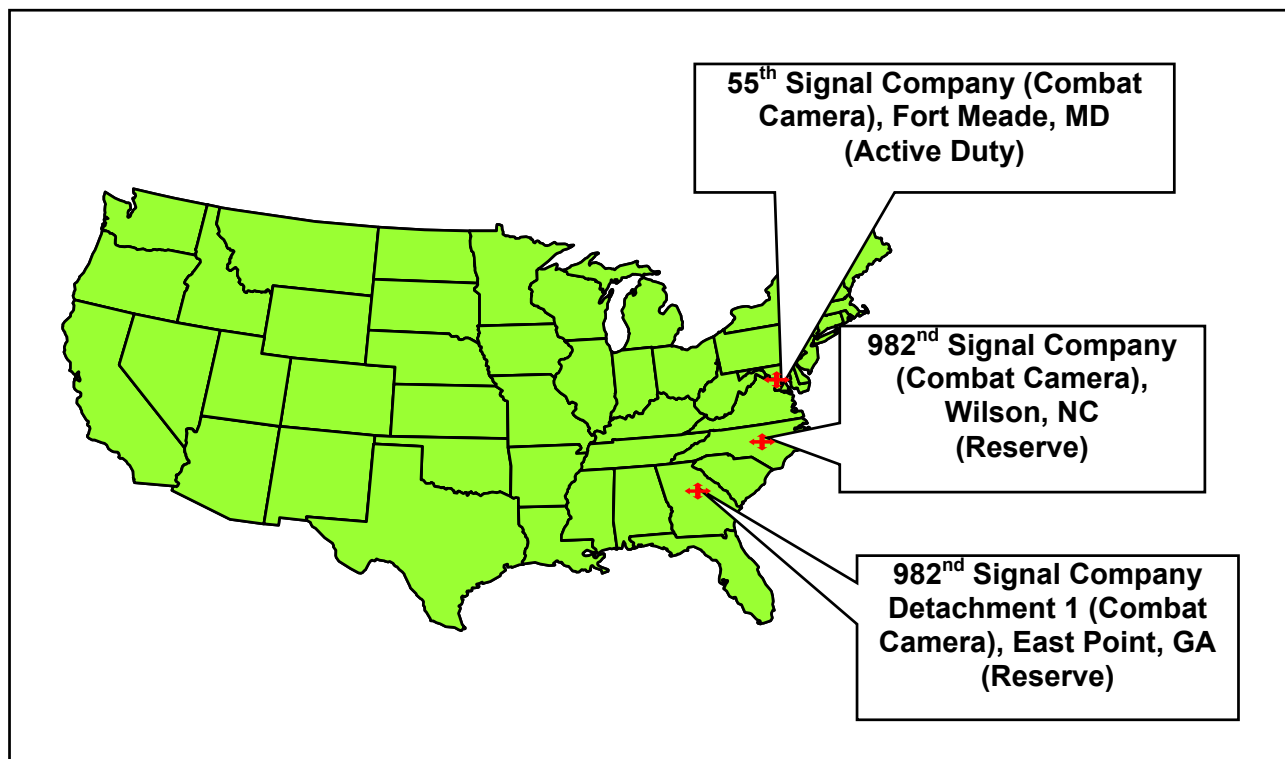 55th Signal Company (Combat
Camera), Fort Meade, MD
(Active Duty)
982nd Signal Company
(Combat Camera),
Wilson, NC
(Reserve)
982nd Signal Company
Detachment 1 (Combat
Camera), East Point, GA
(Reserve)